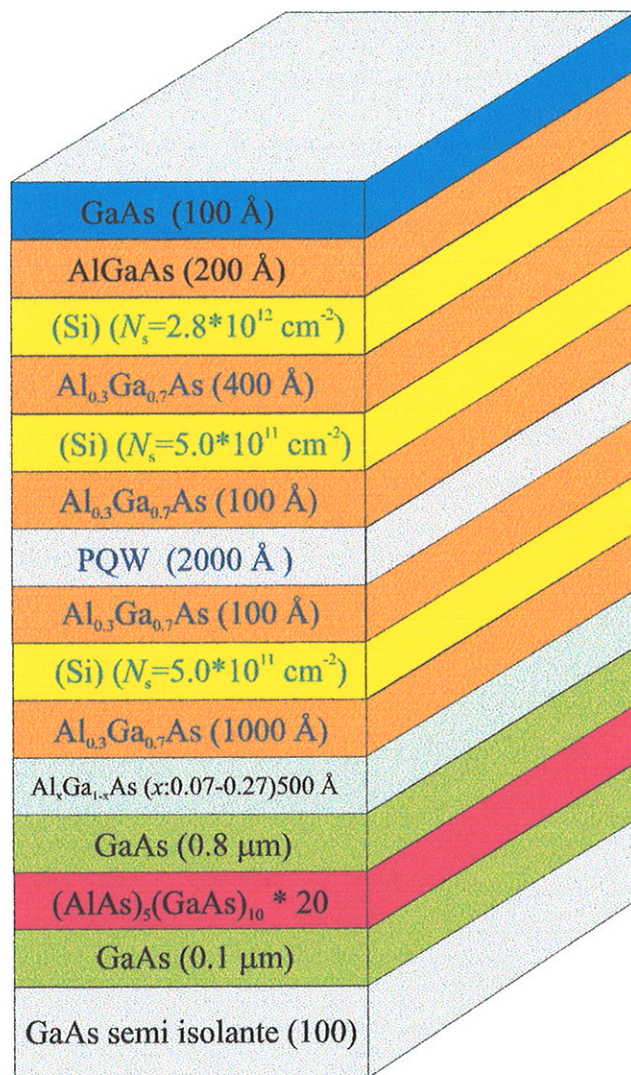 GaAs (100 Å)
AlGaAs (200 Å)
(Si) (Nₛ=2.8*10¹² cm⁻²)
Al₀.₃Ga₀.₇As (400 Å)
(Si) (Nₛ=5.0*10¹¹ cm⁻²)
Al₀.₃Ga₀.₇As (100 Å)
PQW (2000 Å )
Al₀.₃Ga₀.₇As (100 Å)
(Si) (Nₛ=5.0*10¹¹ cm⁻²)
Al₀.₃Ga₀.₇As (1000 Å)
AlₓGa₁₋ₓAs (x:0.07-0.27)500 Å
GaAs (0.8 μm)
(AlAs)₅(GaAs)₁₀ * 20
GaAs (0.1 μm)
GaAs semi isolante (100)